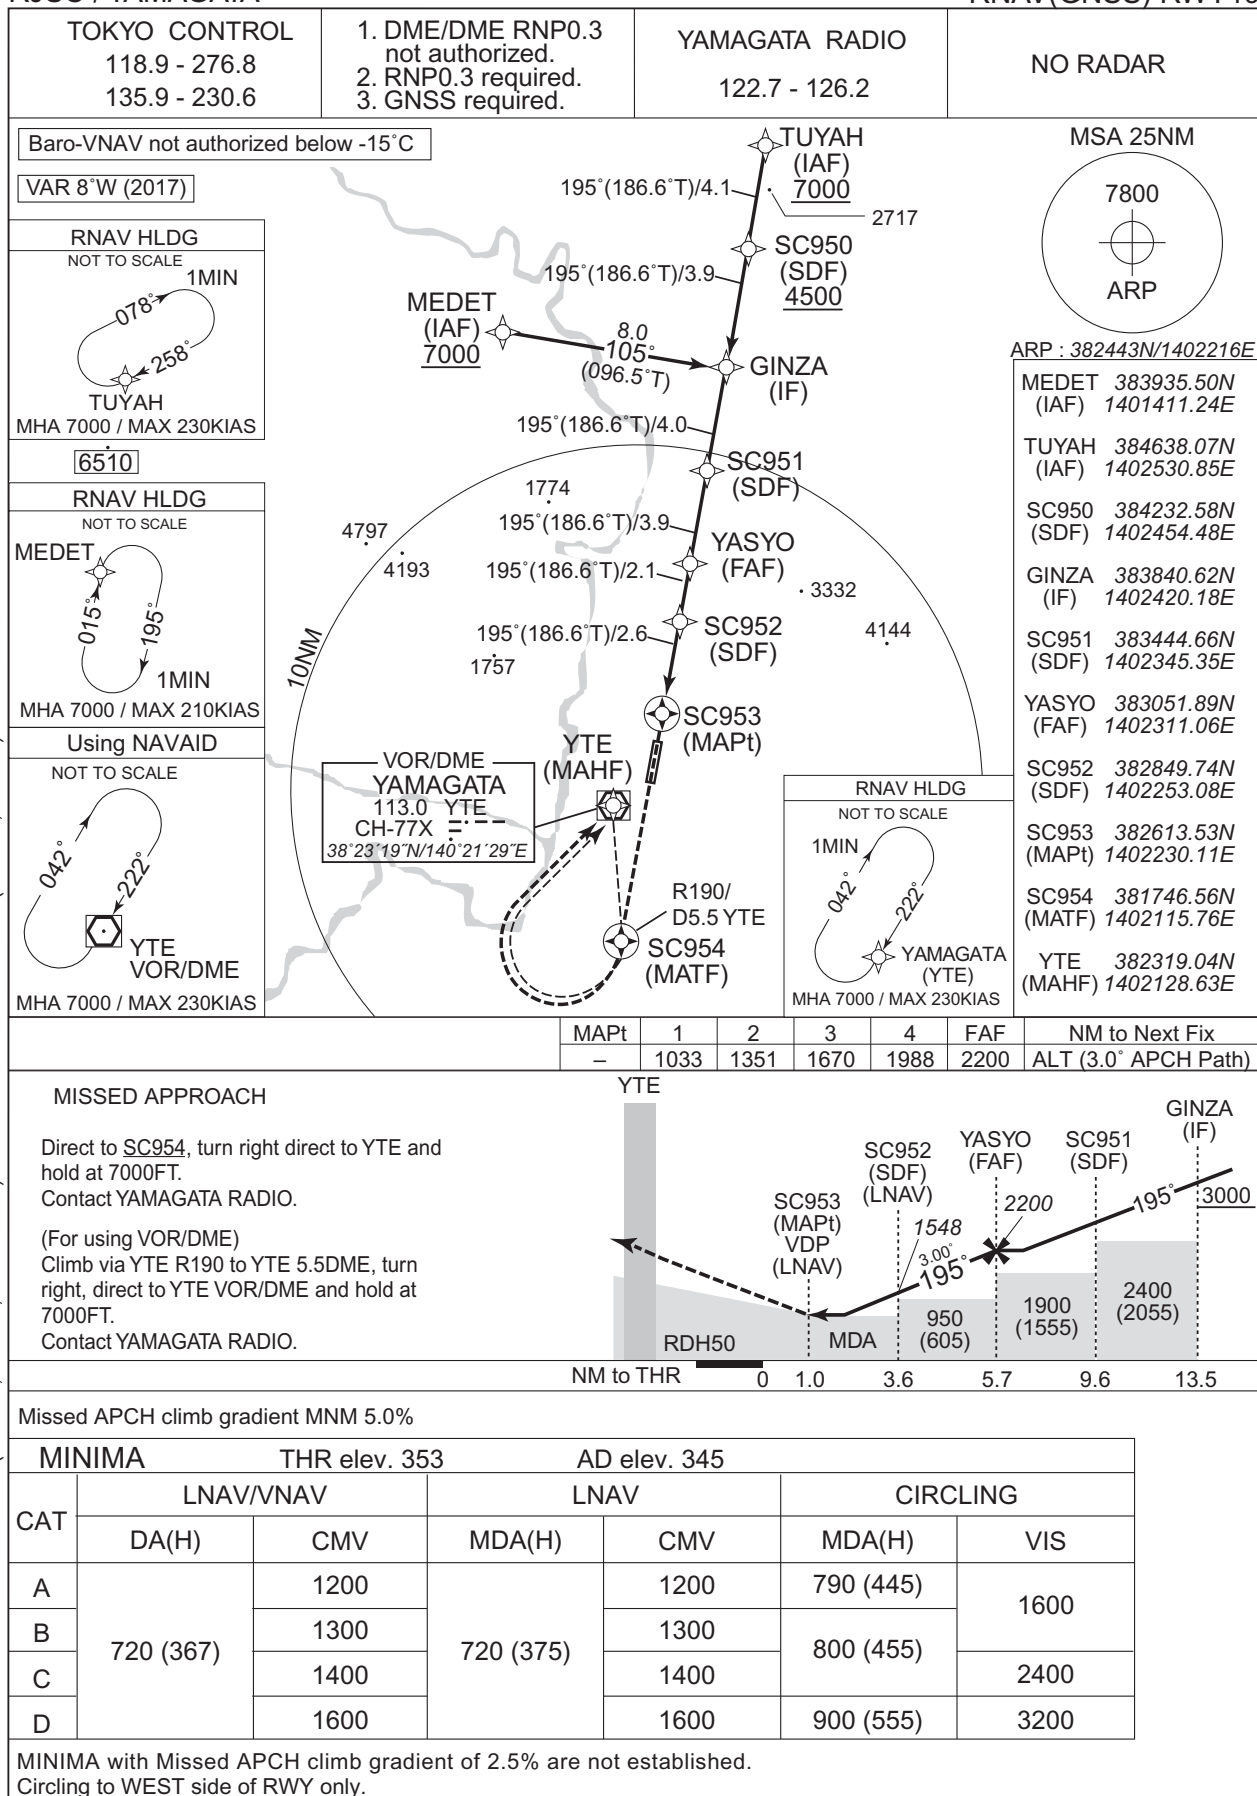 TOKYO CONTROL
118.9 - 276.8
135.9 - 230.6
1. DME/DME RNP0.3
not authorized.
2. RNP0.3 required.
3. GNSS required.
YAMAGATA RADIO
122.7 - 126.2
NO RADAR
Baro-VNAV not authorized below -15˚C
VAR 8˚W (2017)
RNAV HLDG
NOT TO SCALE
1MIN
078˚
258˚
TUYAH
MHA 7000 / MAX 230KIAS
6510
RNAV HLDG
NOT TO SCALE
MEDET
015˚
195˚
1MIN
MHA 7000 / MAX 210KIAS
Using NAVAID
NOT TO SCALE
042˚
222˚
YTE
VOR/DME
MHA 7000 / MAX 230KIAS
TUYAH
(IAF)
7000
195˚(186.6˚T)/4.1
2717
SC950
(SDF)
4500
195˚(186.6˚T)/3.9
MEDET
(IAF)
7000
8.0
105˚
(096.5˚T)
GINZA
(IF)
195˚(186.6˚T)/4.0
SC951
(SDF)
1774
195˚(186.6˚T)/3.9
4797
4193
YASYO
(FAF)
195˚(186.6˚T)/2.1
3332
SC952
(SDF)
195˚(186.6˚T)/2.6
4144
1757
10NM
SC953
(MAPt)
YTE
(MAHF)
VOR/DME
YAMAGATA
113.0 YTE
CH-77X
38˚23´19˝N/140˚21´29˝E
R190/
D5.5 YTE
SC954
(MATF)
RNAV HLDG
NOT TO SCALE
1MIN
042˚
222˚
YAMAGATA
(YTE)
MHA 7000 / MAX 230KIAS
MSA 25NM
7800
ARP
ARP : 382443N/1402216E
MEDET 383935.50N
(IAF) 1401411.24E
TUYAH 384638.07N
(IAF) 1402530.85E
SC950 384232.58N
(SDF) 1402454.48E
GINZA 383840.62N
(IF) 1402420.18E
SC951 383444.66N
(SDF) 1402345.35E
YASYO 383051.89N
(FAF) 1402311.06E
SC952 382849.74N
(SDF) 1402253.08E
SC953 382613.53N
(MAPt) 1402230.11E
SC954 381746.56N
(MATF) 1402115.76E
YTE 382319.04N
(MAHF) 1402128.63E
MAPt 1 2 3 4 FAF NM to Next Fix
– 1033 1351 1670 1988 2200 ALT (3.0˚ APCH Path)
MISSED APPROACH
Direct to SC954, turn right direct to YTE and
hold at 7000FT.
Contact YAMAGATA RADIO.
(For using VOR/DME)
Climb via YTE R190 to YTE 5.5DME, turn
right, direct to YTE VOR/DME and hold at
7000FT.
Contact YAMAGATA RADIO.
YTE
SC953
(MAPt)
VDP
(LNAV)
SC952
(SDF)
(LNAV)
YASYO
(FAF)
SC951
(SDF)
GINZA
(IF)
1548
2200
3.00˚
195˚
195˚
3000
RDH50
MDA
950
(605)
1900
(1555)
2400
(2055)
NM to THR 0 1.0 3.6 5.7 9.6 13.5
Missed APCH climb gradient MNM 5.0%
MINIMA THR elev. 353 AD elev. 345
CAT LNAV/VNAV LNAV CIRCLING
DA(H) CMV MDA(H) CMV MDA(H) VIS
A 720 (367) 1200 720 (375) 1200 790 (445) 1600
B 1300 1300 800 (455)
C 1400 1400 2400
D 1600 1600 900 (555) 3200
MINIMA with Missed APCH climb gradient of 2.5% are not established.
Circling to WEST side of RWY only.